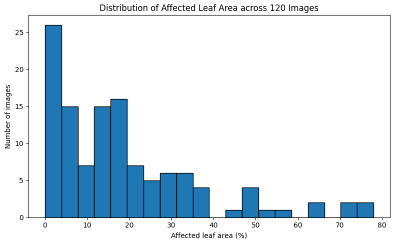 Distribution of Affected Leaf Area across 120 Images
Number of images
25
20
15
10
5
0
0 10 20 30 40 50 60 70 80
Affected leaf area (%)